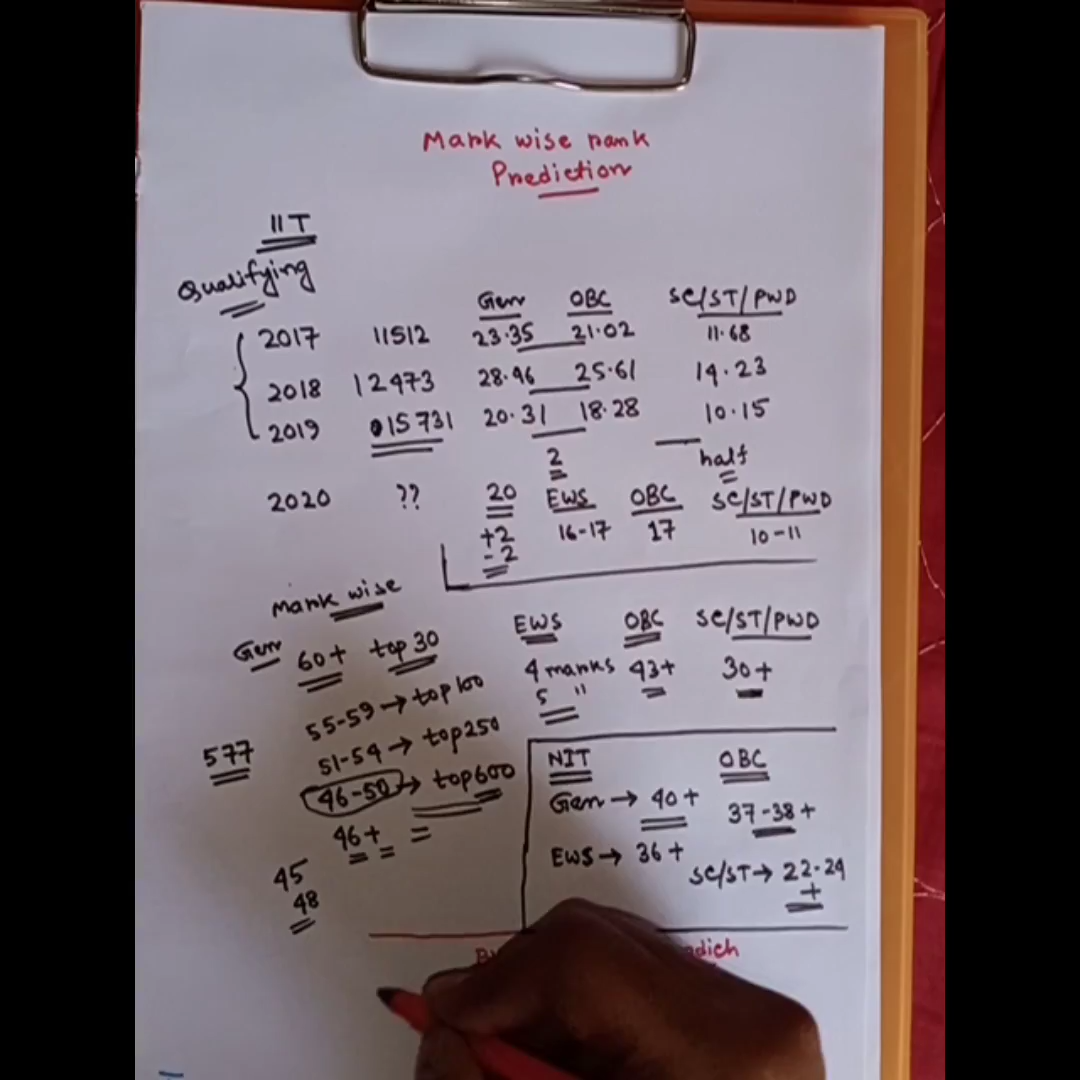 Mark wise rank
Prediction
IIT
Qualifying
Gen OBC SC/ST/PWD
2017 11512 23.35 21.02 11.68
2018 12473 28.46 25.61 14.23
2019 15731 20.31 18.28 10.15
2 half
2020 ?? 20 EWS OBC SC/ST/PWD
+2 16-17 17 10-11
-2
Mark wise
Gen 60+ top 30
55-59 → top 100
51-54 → top 250
577
46-50 → top 600
46+ =
45
48
EWS OBC SC/ST/PWD
4 marks 43+ 30+
5 "
NIT OBC
Gen → 40+ 37-38+
EWS → 36+
SC/ST → 22-24
+